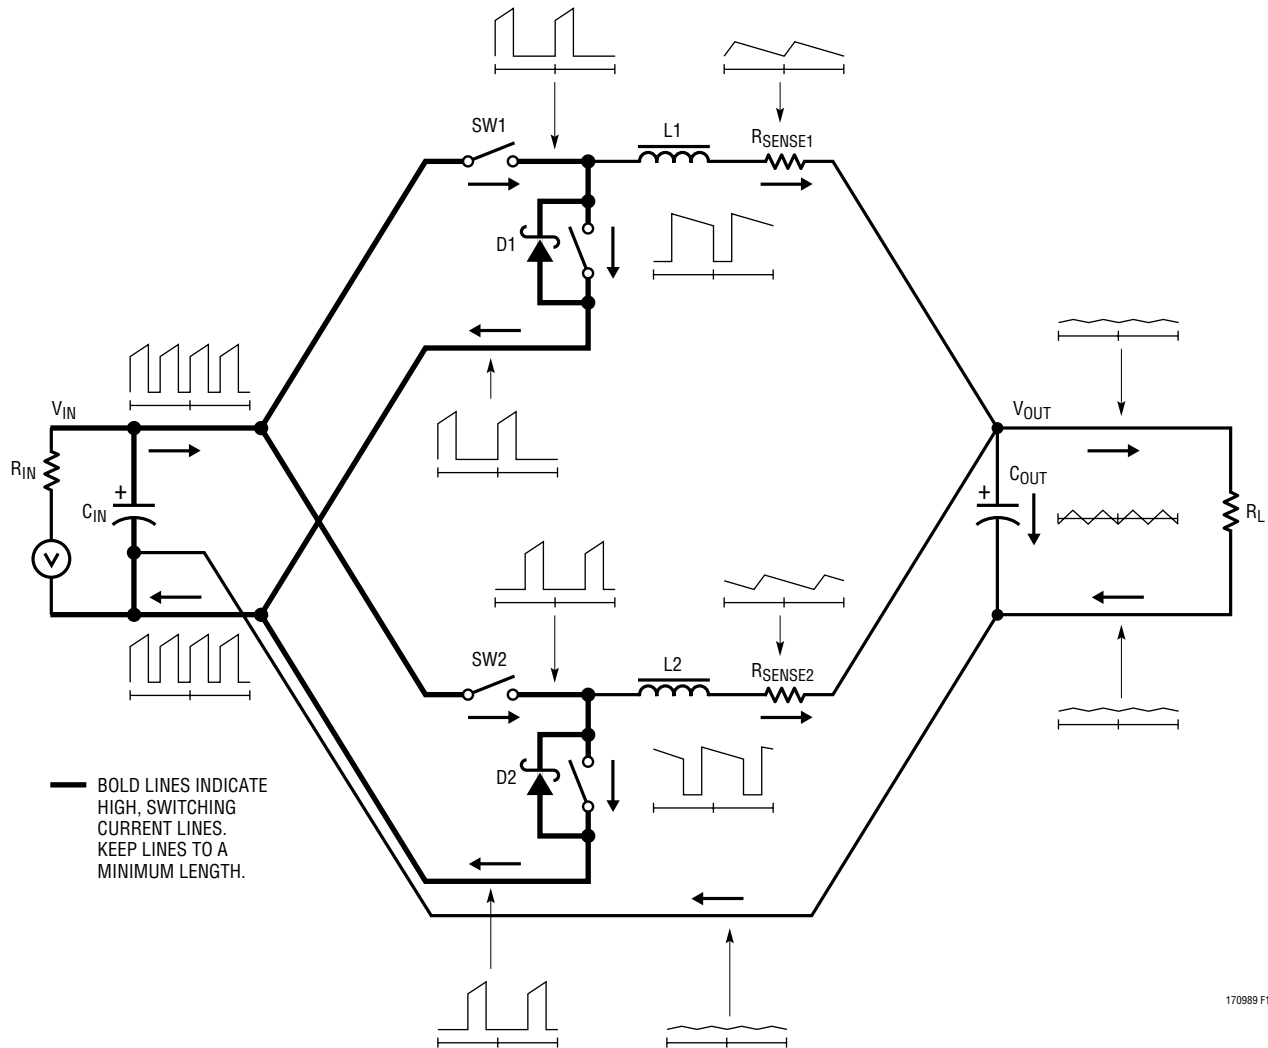 SW1
L1
RSENSE1
D1
VIN
RIN
+
CIN
V
VOUT
COUT
+
RL
SW2
L2
RSENSE2
D2
BOLD LINES INDICATE
HIGH, SWITCHING
CURRENT LINES.
KEEP LINES TO A
MINIMUM LENGTH.
170989 F1